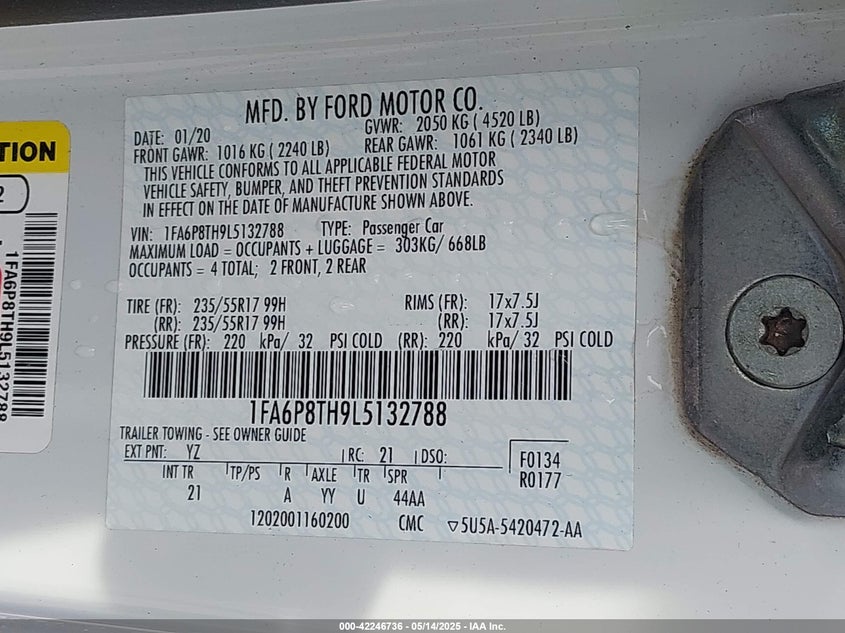 MFD. BY FORD MOTOR CO.
DATE: 01/20
GVWR: 2050 KG ( 4520 LB)
FRONT GAWR: 1016 KG ( 2240 LB)
REAR GAWR: 1061 KG ( 2340 LB)
THIS VEHICLE CONFORMS TO ALL APPLICABLE FEDERAL MOTOR
VEHICLE SAFETY, BUMPER, AND THEFT PREVENTION STANDARDS
IN EFFECT ON THE DATE OF MANUFACTURE SHOWN ABOVE.
VIN: 1FA6P8TH9L5132788 TYPE: Passenger Car
MAXIMUM LOAD = OCCUPANTS + LUGGAGE = 303KG/ 668LB
OCCUPANTS = 4 TOTAL; 2 FRONT, 2 REAR
TIRE (FR): 235/55R17 99H RIMS (FR): 17x7.5J
(RR): 235/55R17 99H (RR): 17x7.5J
PRESSURE (FR): 220 kPa/ 32 PSI COLD (RR): 220 kPa/ 32 PSI COLD
1FA6P8TH9L5132788
TRAILER TOWING - SEE OWNER GUIDE
EXT PNT: YZ RC: 21 DSO:
F0134
R0177
INT TR TP/PS R AXLE TR SPR
21 A YY U 44AA
1202001160200 CMC ▽5U5A-5420472-AA
TION
2
1FA6P8TH9L5132788
000-42246736 - 05/14/2025 - IAA Inc.